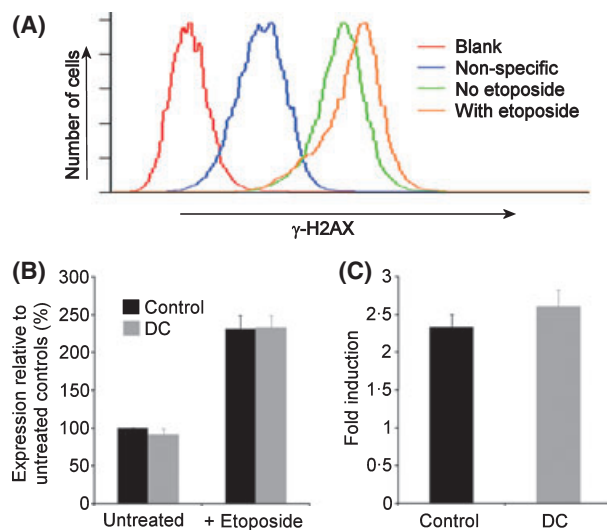 (A)
Number of cells
Blank
Non-specific
No etoposide
With etoposide
γ-H2AX
(B)
Expression relative to
untreated controls (%)
300
250
200
150
100
50
0
Control
DC
Untreated
+ Etoposide
(C)
Fold induction
3
2·5
2
1·5
1
0·5
0
Control
DC